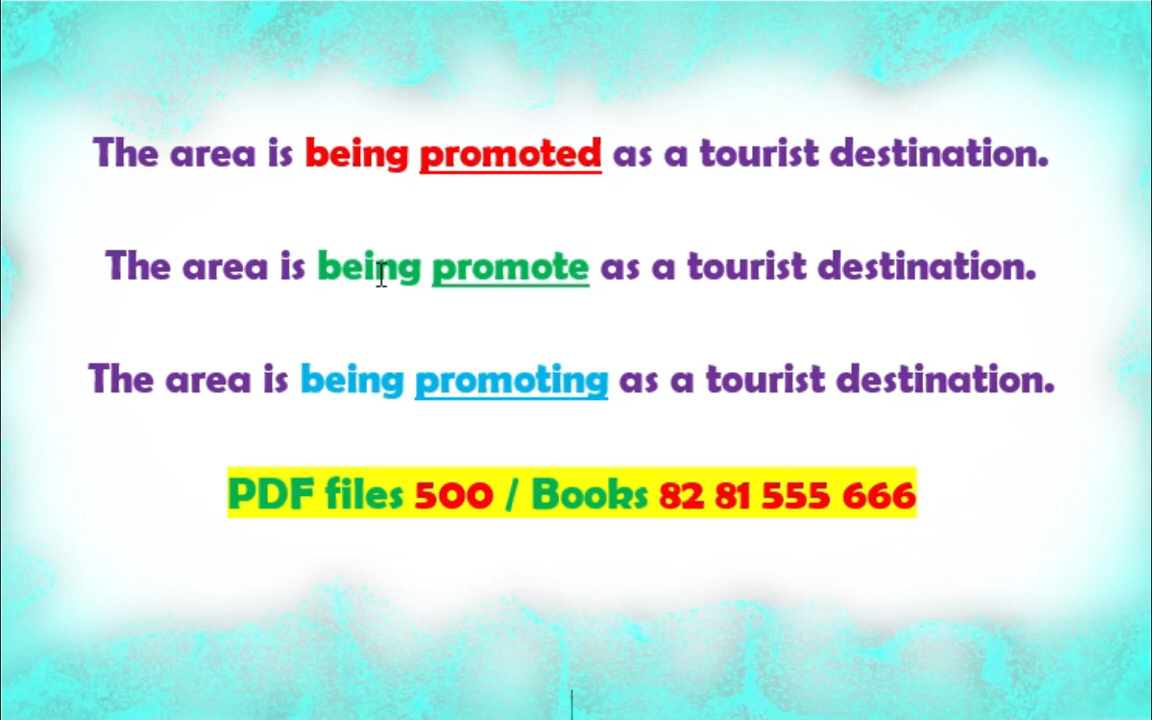 The area is being promoted as a tourist destination.
The area is being promote as a tourist destination.
The area is being promoting as a tourist destination.
PDF files 500 / Books 82 81 555 666